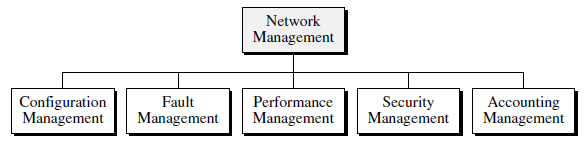 Network
Management
Configuration
Management
Fault
Management
Performance
Management
Security
Management
Accounting
Management